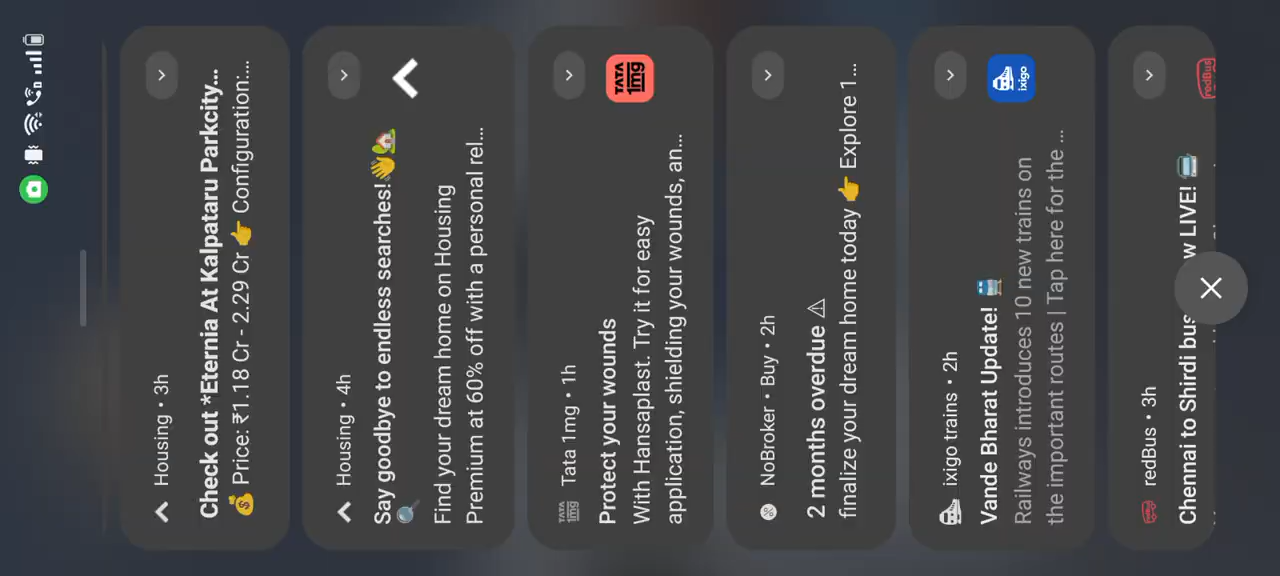 Housing • 3h
Check out *Eternia At Kalpataru Parkcity...
💰 Price: ₹1.18 Cr - 2.29 Cr 👉 Configuration:...
Housing • 4h
Say goodbye to endless searches! 👋🏡
🔍
Find your dream home on Housing
Premium at 60% off with a personal rel...
TATA 1mg
Tata 1mg • 1h
Protect your wounds
With Hansaplast. Try it for easy
application, shielding your wounds, an...
TATA
1mg
NoBroker • Buy • 2h
2 months overdue ⚠
finalize your dream home today 👉 Explore 1...
ixigo trains • 2h
Vande Bharat Update! 🚆
Railways introduces 10 new trains on
the important routes | Tap here for the ...
ixigo
redBus • 3h
Chennai to Shirdi bus w LIVE! 🚍
redBus